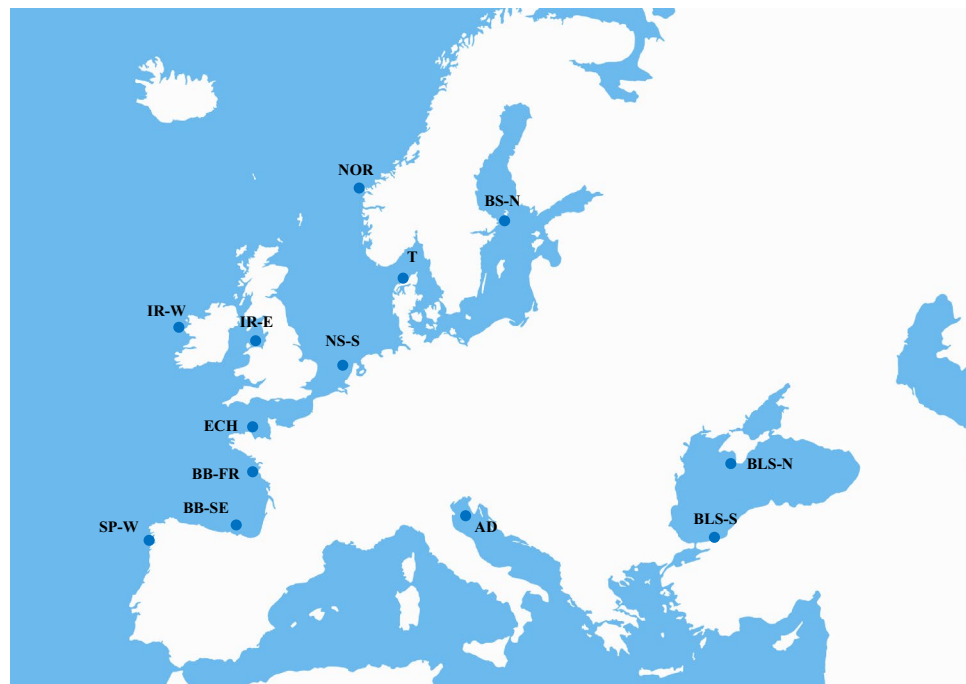 NOR
BS-N
T
IR-W
IR-E
NS-S
ECH
BB-FR
BLS-N
BB-SE
SP-W
AD
BLS-S